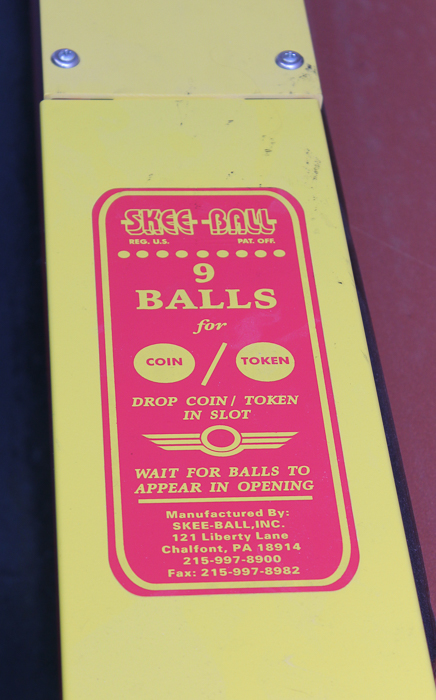 SKEE-BALL
REG. U.S. PAT. OFF.
9
BALLS
for
COIN / TOKEN
DROP COIN / TOKEN
IN SLOT
WAIT FOR BALLS TO
APPEAR IN OPENING
Manufactured By:
SKEE-BALL, INC.
121 Liberty Lane
Chalfont, PA 18914
215-997-8900
Fax: 215-997-8982